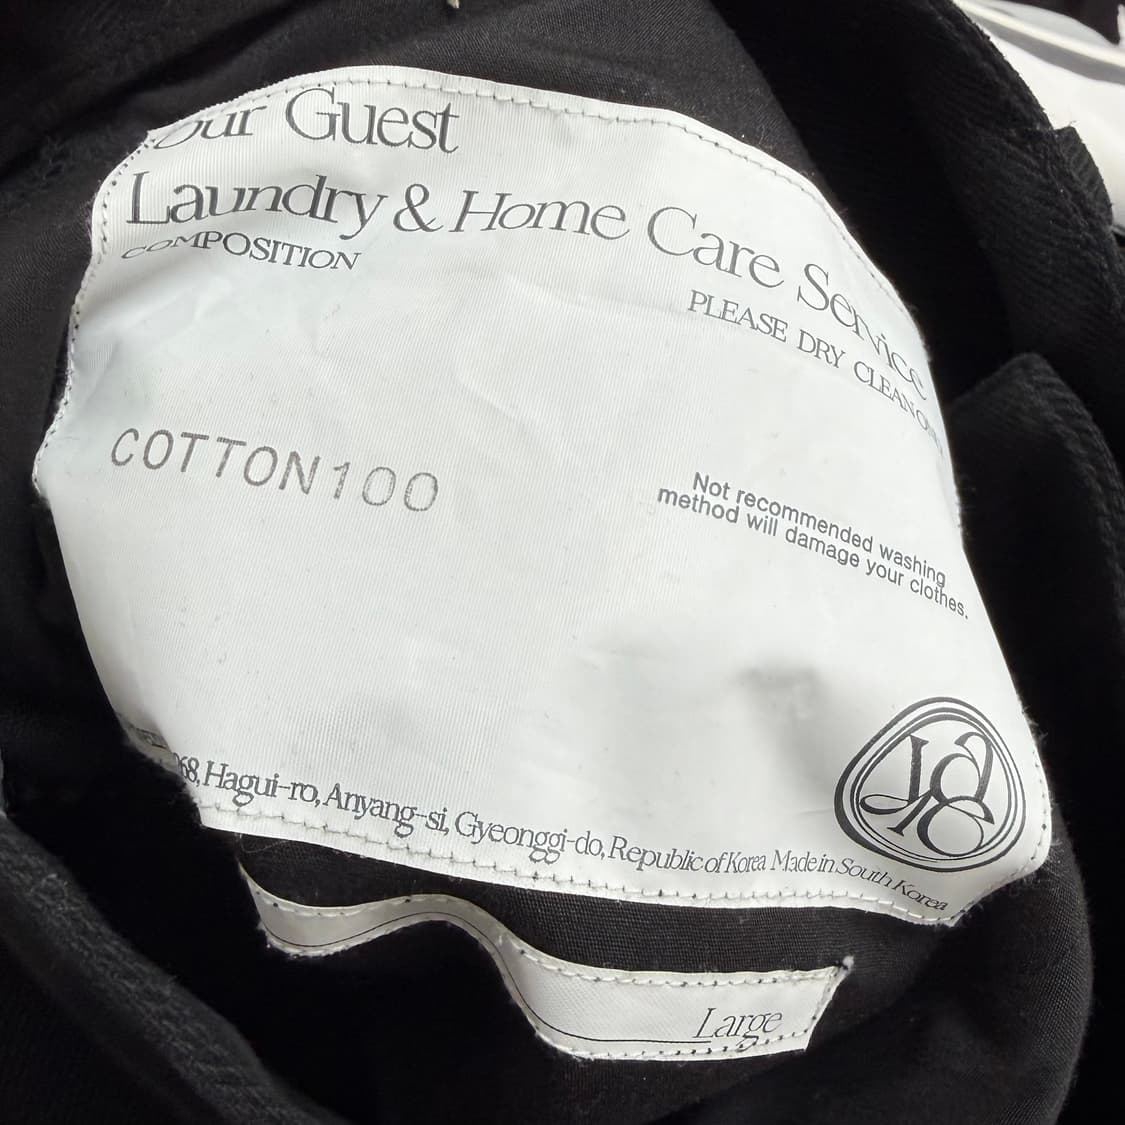 Guest
Laundry & Home Care Service
COMPOSITION
PLEASE DRY CLEAN
COTTON100
Not recommended washing
method will damage your clothes.
Hagui-ro, Anyang-si, Gyeonggi-do, Republic of Korea Made in South Korea
Large